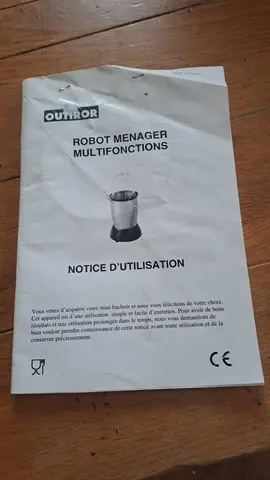 OUTIROR
ROBOT MENAGER
MULTIFONCTIONS
NOTICE D'UTILISATION
Vous venez d'acquérir votre mini hachoir et nous vous félicitons de votre choix.
Cet appareil est d'une utilisation simple et facile d'entretien. Pour avoir de bons
résultats et une utilisation prolongée dans le temps, nous vous demandons de
bien vouloir prendre connaissance de cette notice avant toute utilisation et de la
conserver précieusement.
CE